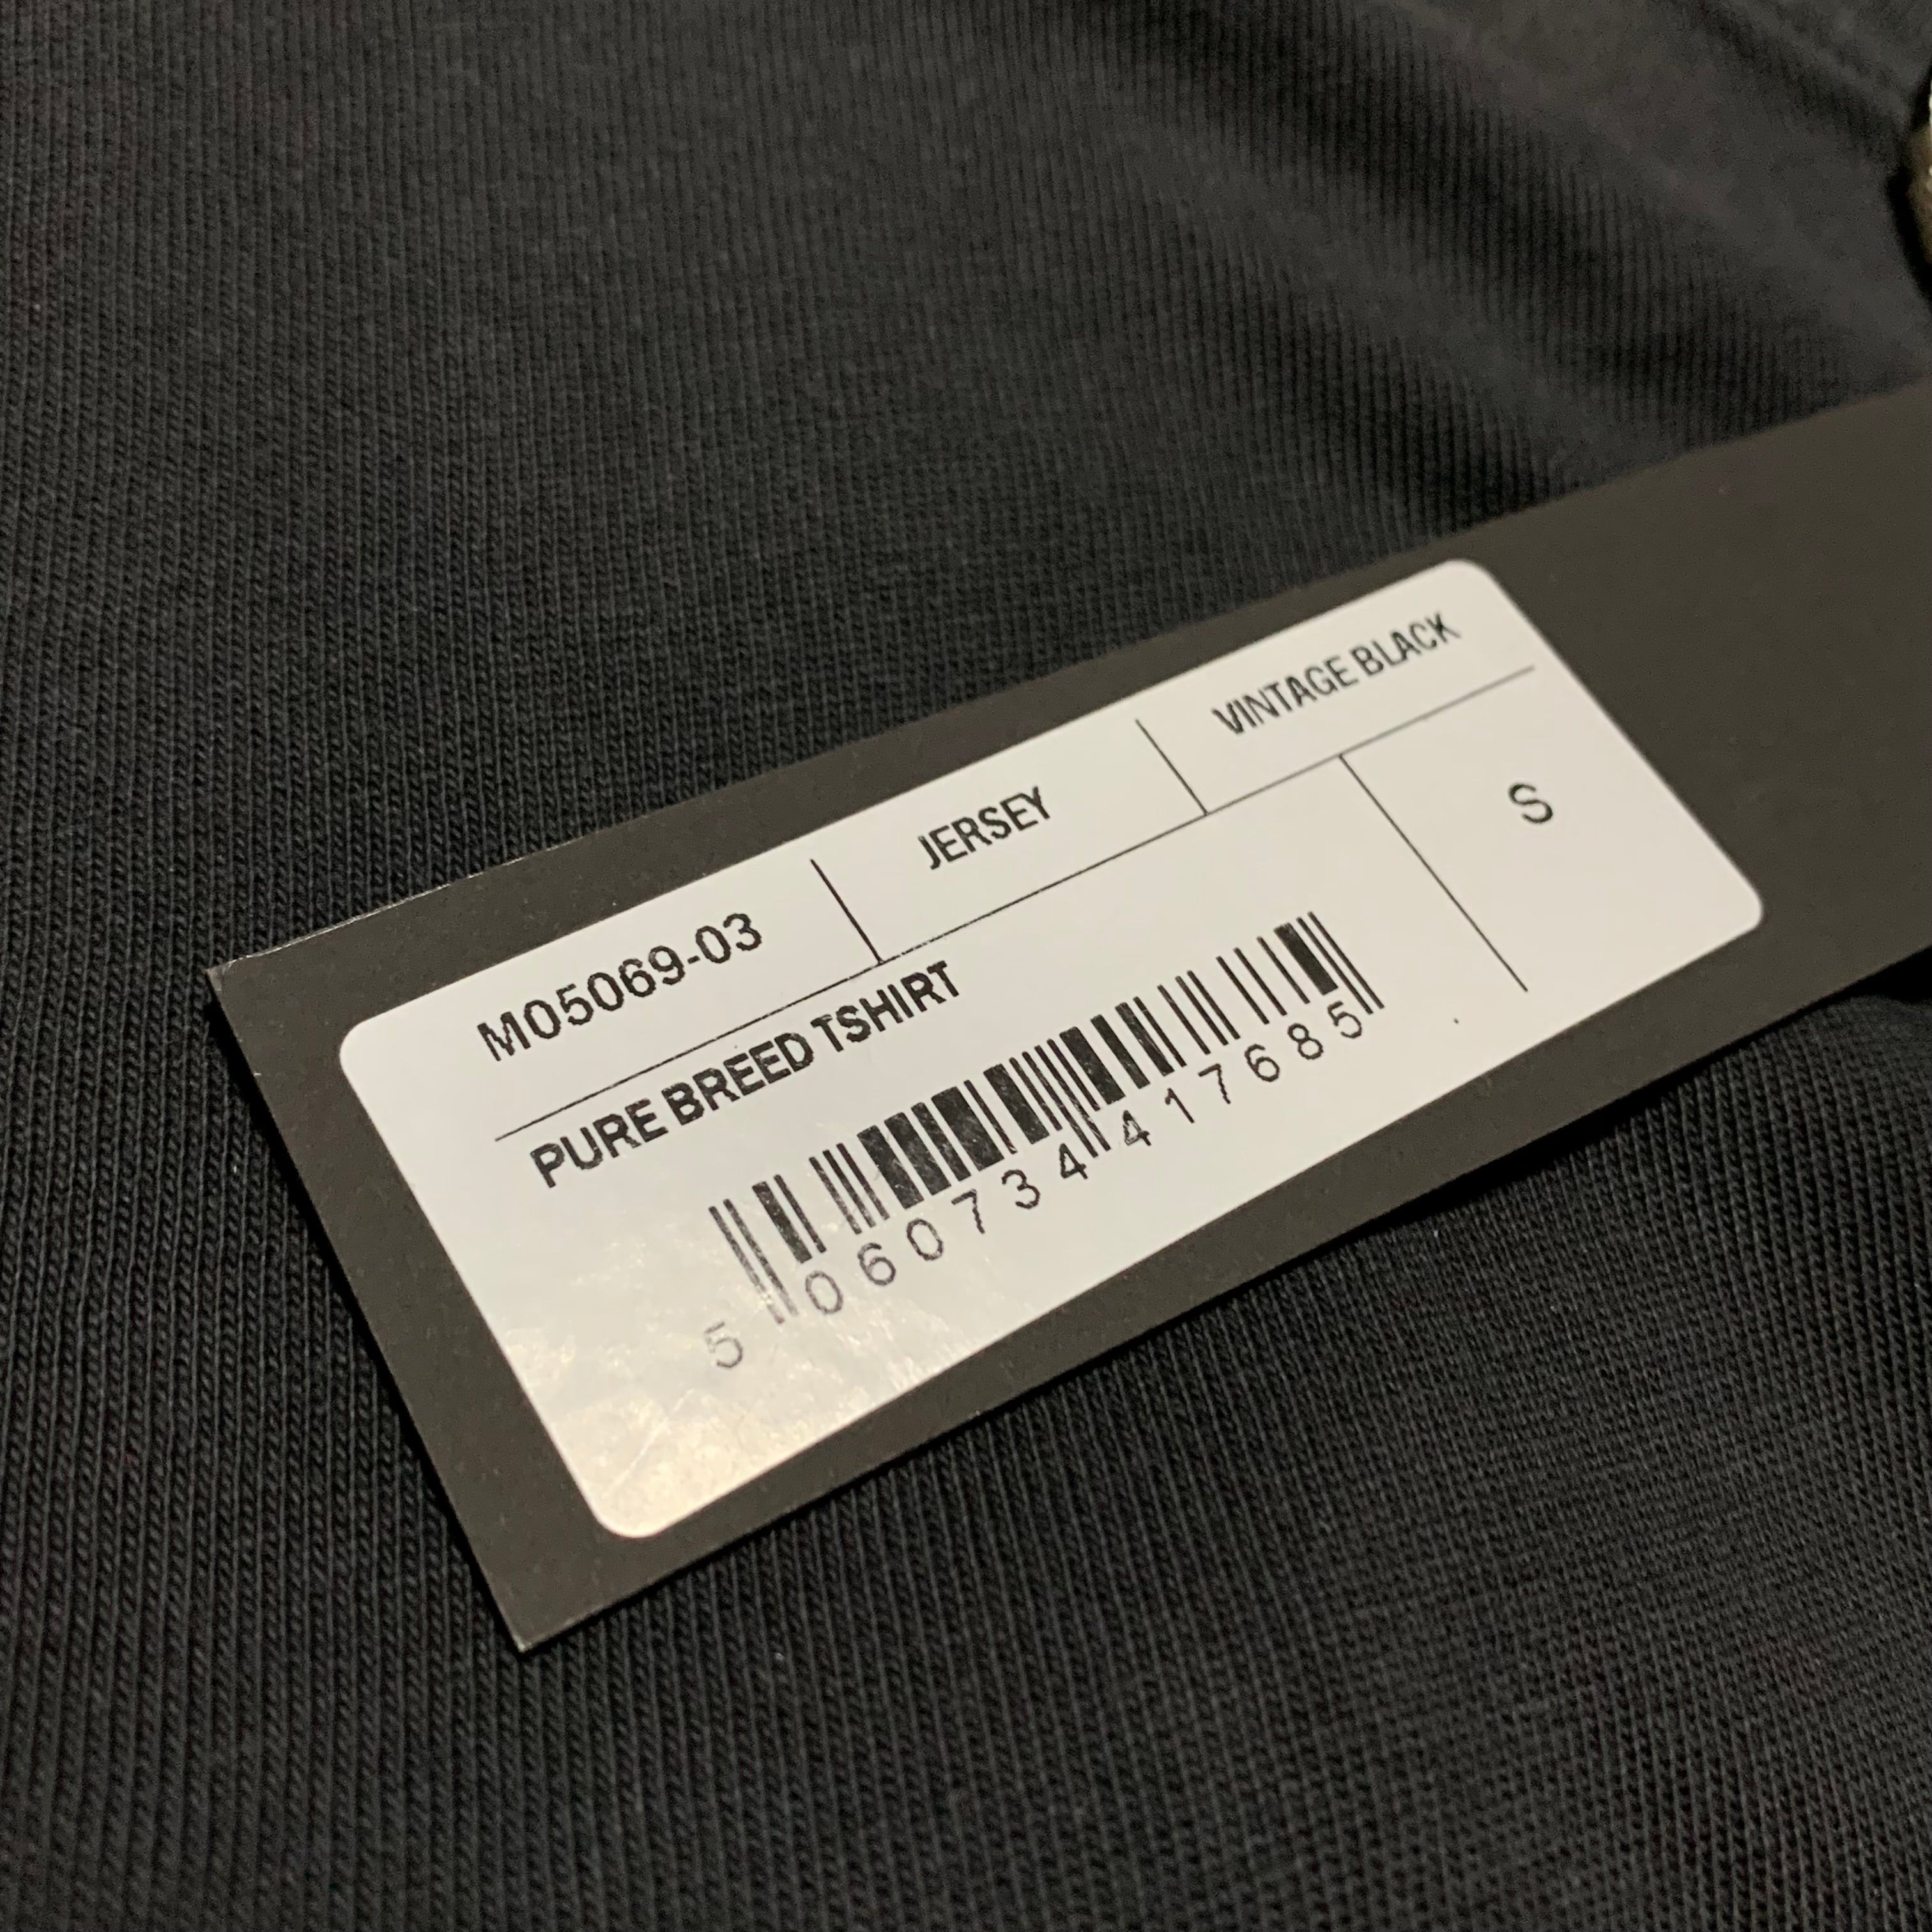 M05069-03 JERSEY VINTAGE BLACK
PURE BREED TSHIRT S
5 060734 417685